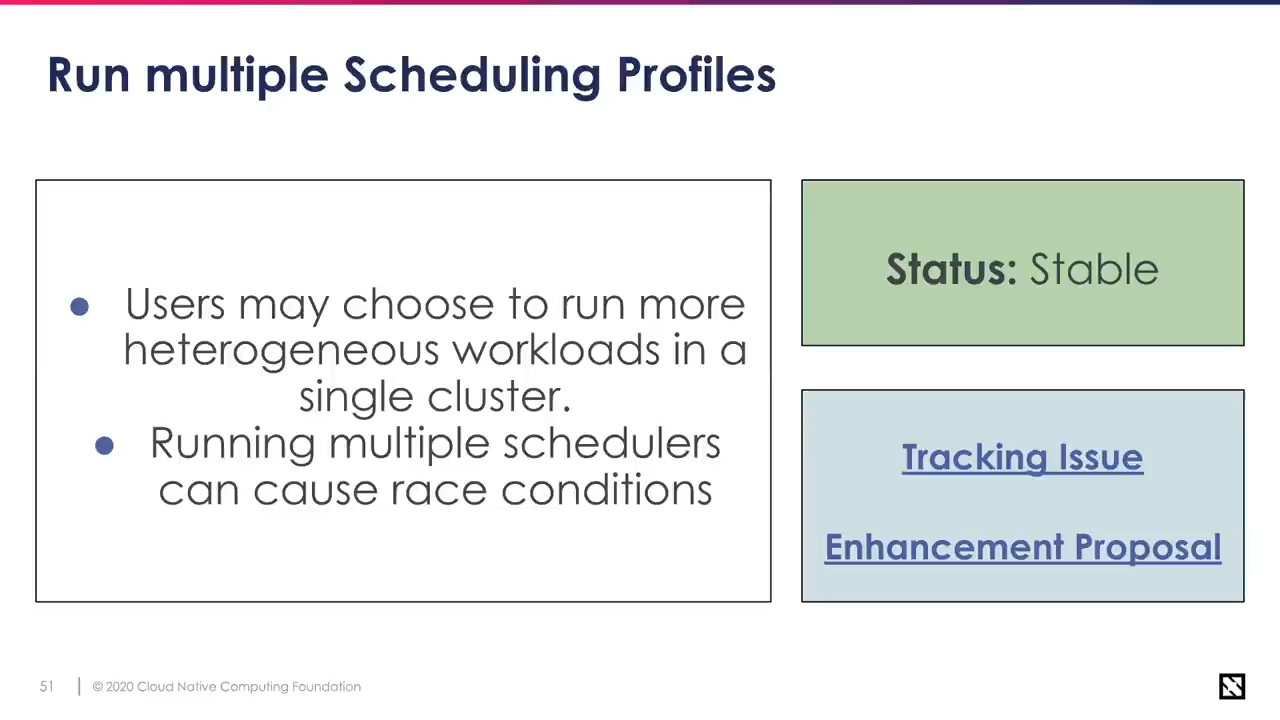 Run multiple Scheduling Profiles
● Users may choose to run more
heterogeneous workloads in a
single cluster.
● Running multiple schedulers
can cause race conditions
Status: Stable
Tracking Issue
Enhancement Proposal
51 | © 2020 Cloud Native Computing Foundation